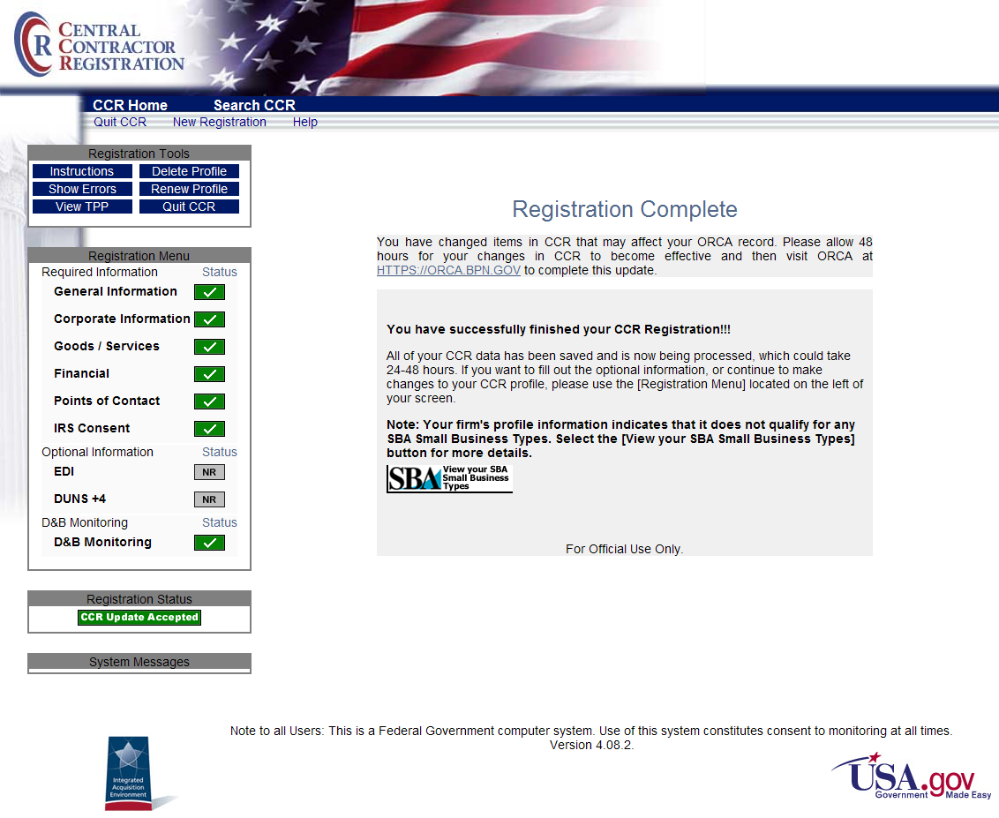 CENTRAL
CONTRACTOR
REGISTRATION
CR
CCR Home Search CCR
Quit CCR New Registration Help
Registration Tools
Instructions Delete Profile
Show Errors Renew Profile
View TPP Quit CCR
Registration Menu
Required Information Status
General Information
Corporate Information
Goods / Services
Financial
Points of Contact
IRS Consent
Optional Information Status
EDI NR
DUNS +4 NR
D&B Monitoring Status
D&B Monitoring
Registration Status
CCR Update Accepted
System Messages
Registration Complete
You have changed items in CCR that may affect your ORCA record. Please allow 48
hours for your changes in CCR to become effective and then visit ORCA at
HTTPS://ORCA.BPN.GOV to complete this update.
You have successfully finished your CCR Registration!!!
All of your CCR data has been saved and is now being processed, which could take
24-48 hours. If you want to fill out the optional information, or continue to make
changes to your CCR profile, please use the [Registration Menu] located on the left of
your screen.
Note: Your firm's profile information indicates that it does not qualify for any
SBA Small Business Types. Select the [View your SBA Small Business Types]
button for more details.
SBA View your SBA
Small Business
Types
For Official Use Only.
Note to all Users: This is a Federal Government computer system. Use of this system constitutes consent to monitoring at all times.
Version 4.08.2.
Integrated
Acquisition
Environment
USA.gov
Government Made Easy